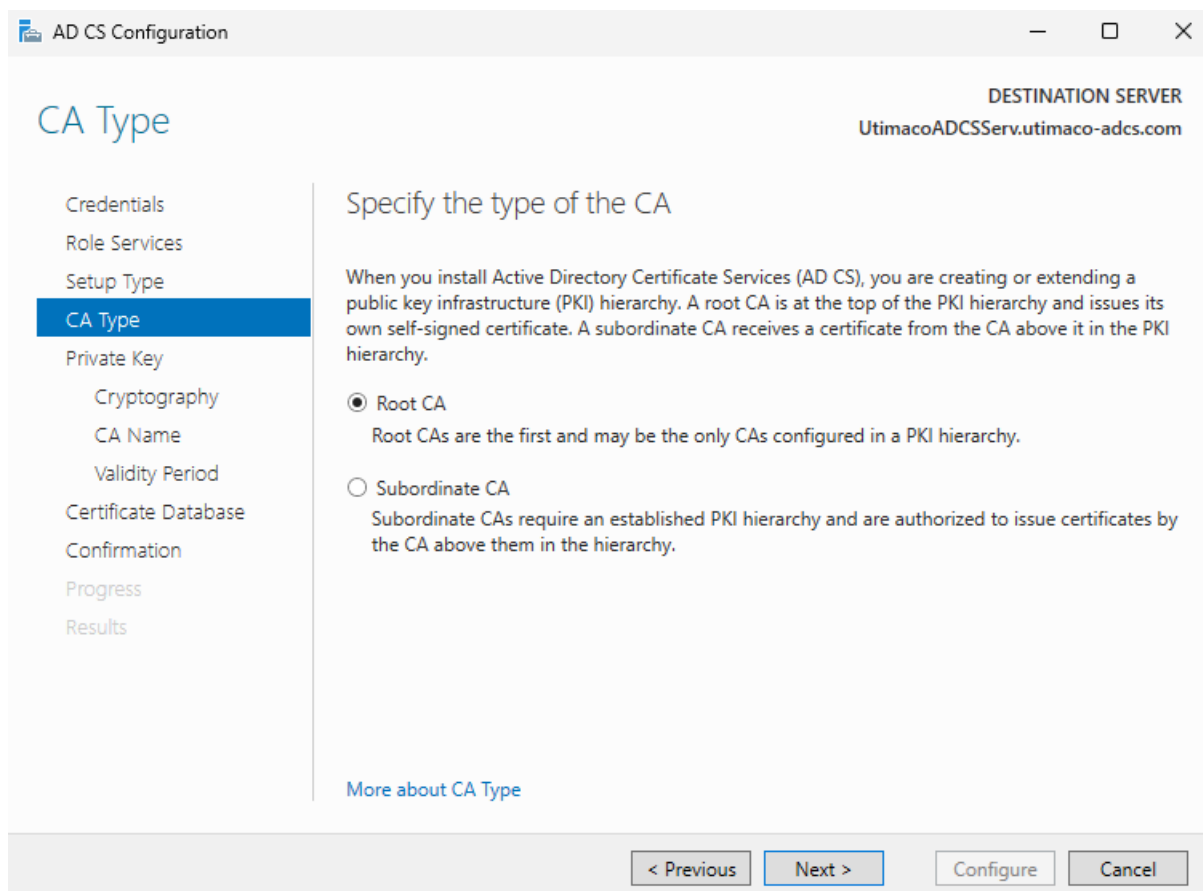 AD CS Configuration
DESTINATION SERVER
UtimacoADCSServ.utimaco-adcs.com
CA Type
Credentials
Role Services
Setup Type
CA Type
Private Key
Cryptography
CA Name
Validity Period
Certificate Database
Confirmation
Progress
Results
Specify the type of the CA
When you install Active Directory Certificate Services (AD CS), you are creating or extending a
public key infrastructure (PKI) hierarchy. A root CA is at the top of the PKI hierarchy and issues its
own self-signed certificate. A subordinate CA receives a certificate from the CA above it in the PKI
hierarchy.
Root CA
Root CAs are the first and may be the only CAs configured in a PKI hierarchy.
Subordinate CA
Subordinate CAs require an established PKI hierarchy and are authorized to issue certificates by
the CA above them in the hierarchy.
More about CA Type
< Previous
Next >
Configure
Cancel